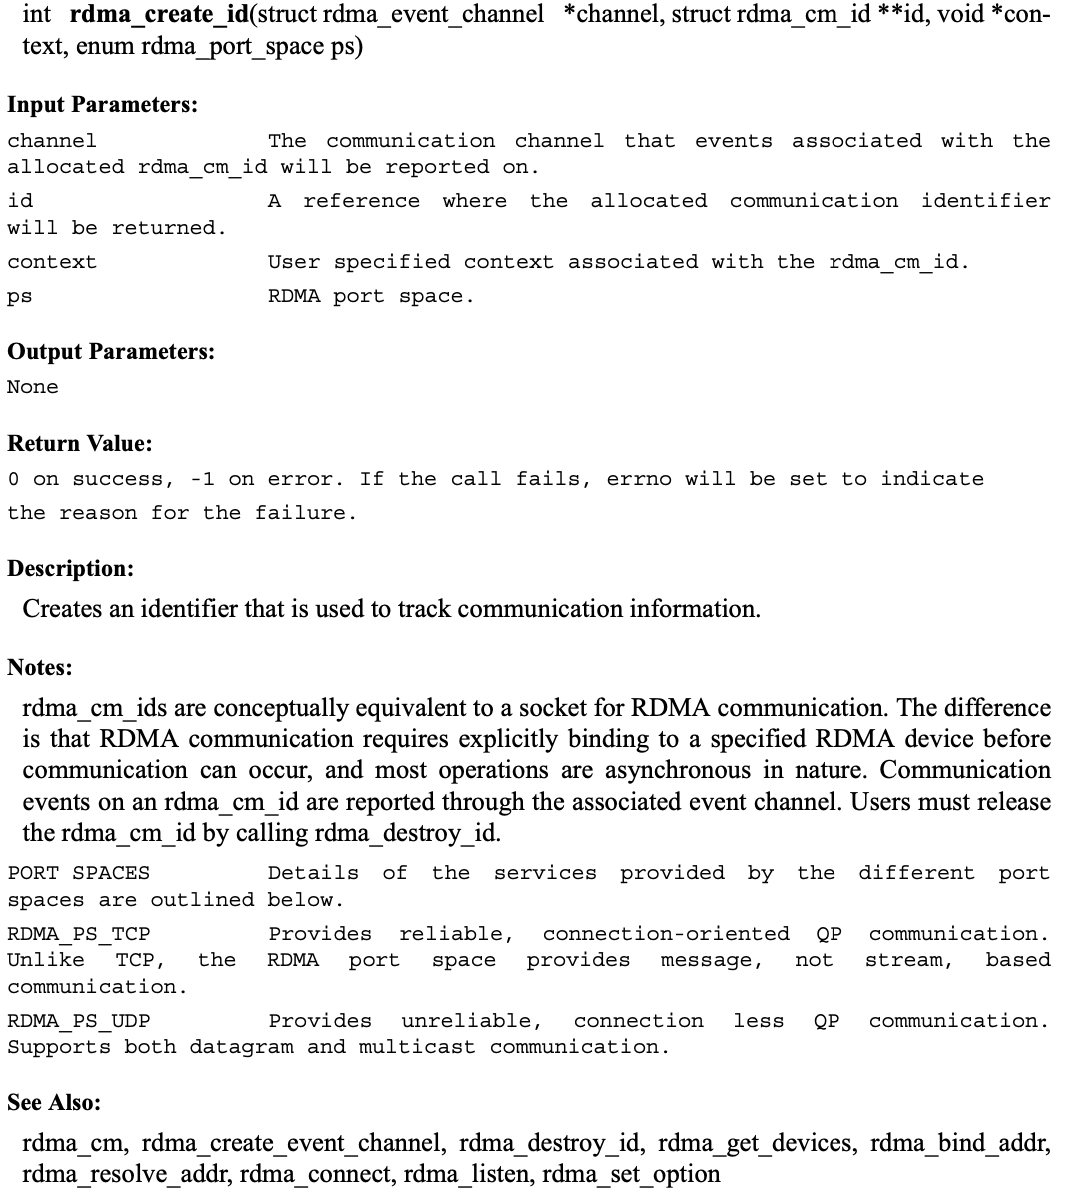 int rdma_create_id(struct rdma_event_channel *channel, struct rdma_cm_id **id, void *con-
text, enum rdma_port_space ps)
Input Parameters:
channel The communication channel that events associated with the
allocated rdma_cm_id will be reported on.
id A reference where the allocated communication identifier
will be returned.
context User specified context associated with the rdma_cm_id.
ps RDMA port space.
Output Parameters:
None
Return Value:
0 on success, -1 on error. If the call fails, errno will be set to indicate
the reason for the failure.
Description:
Creates an identifier that is used to track communication information.
Notes:
rdma_cm_ids are conceptually equivalent to a socket for RDMA communication. The difference
is that RDMA communication requires explicitly binding to a specified RDMA device before
communication can occur, and most operations are asynchronous in nature. Communication
events on an rdma_cm_id are reported through the associated event channel. Users must release
the rdma_cm_id by calling rdma_destroy_id.
PORT SPACES Details of the services provided by the different port
spaces are outlined below.
RDMA_PS_TCP Provides reliable, connection-oriented QP communication.
Unlike TCP, the RDMA port space provides message, not stream, based
communication.
RDMA_PS_UDP Provides unreliable, connection less QP communication.
Supports both datagram and multicast communication.
See Also:
rdma_cm, rdma_create_event_channel, rdma_destroy_id, rdma_get_devices, rdma_bind_addr,
rdma_resolve_addr, rdma_connect, rdma_listen, rdma_set_option